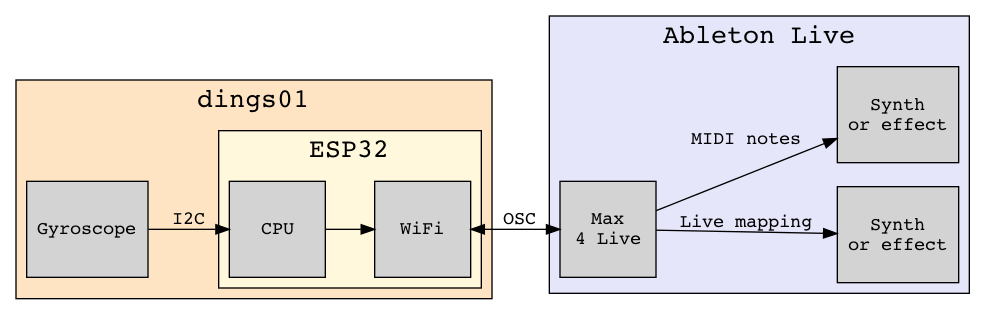 Ableton Live
dings01
ESP32
Gyroscope
I2C
CPU
WiFi
OSC
Max
4 Live
MIDI notes
Live mapping
Synth
or effect
Synth
or effect